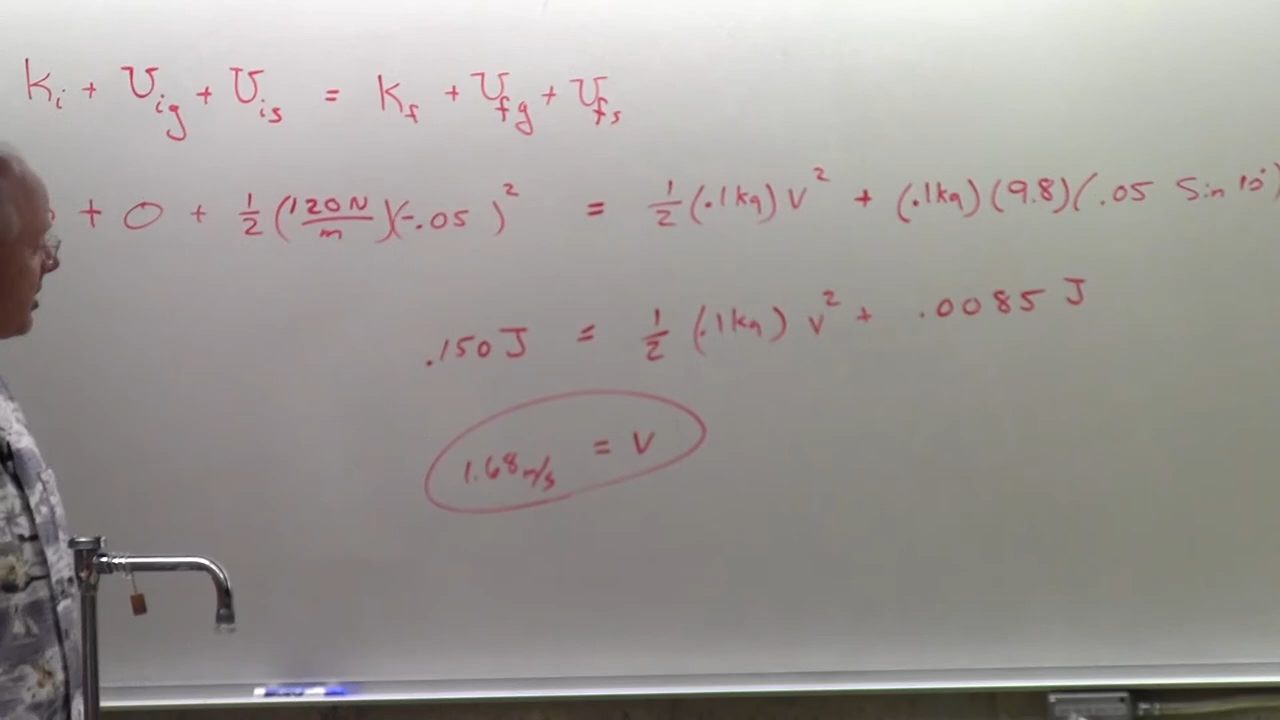 Ki + Uig + Uis = Kf + Ufg + Ufs
+ 0 + 1/2 (120 N/m)(-.05)² = 1/2 (.1kg) v² + (.1kg)(9.8)(.05 Sin 10°)
.150 J = 1/2 (.1kg) v² + .0085 J
1.68 m/s = V